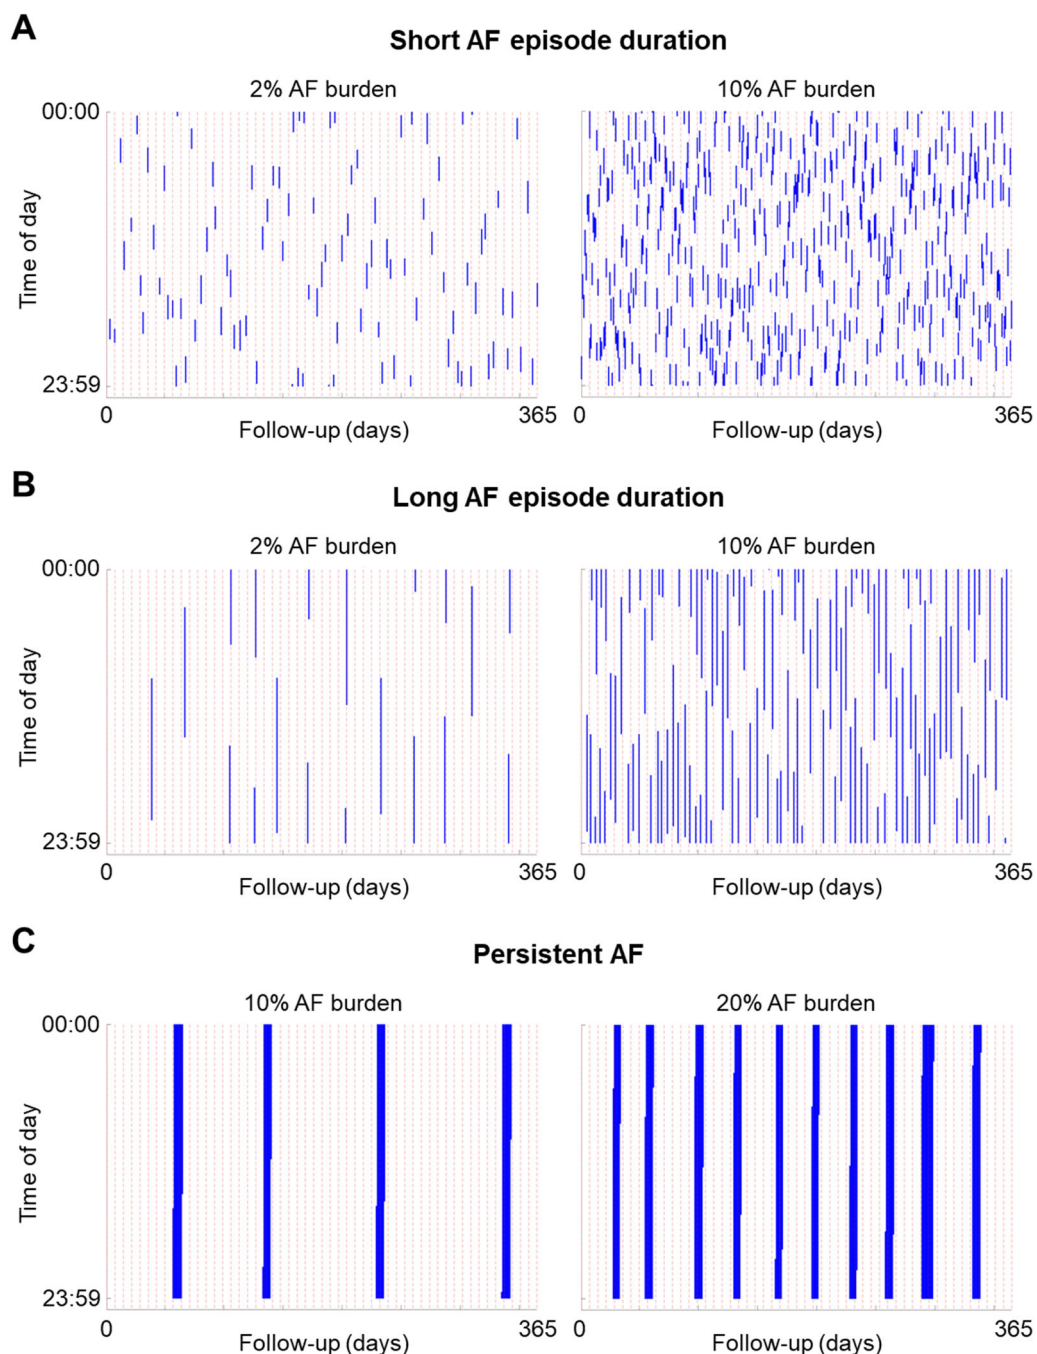 A
Short AF episode duration
2% AF burden
10% AF burden
00:00
Time of day
23:59
0
365
0
365
Follow-up (days)
Follow-up (days)
B
Long AF episode duration
2% AF burden
10% AF burden
00:00
Time of day
23:59
0
365
0
365
Follow-up (days)
Follow-up (days)
C
Persistent AF
10% AF burden
20% AF burden
00:00
Time of day
23:59
0
365
0
365
Follow-up (days)
Follow-up (days)